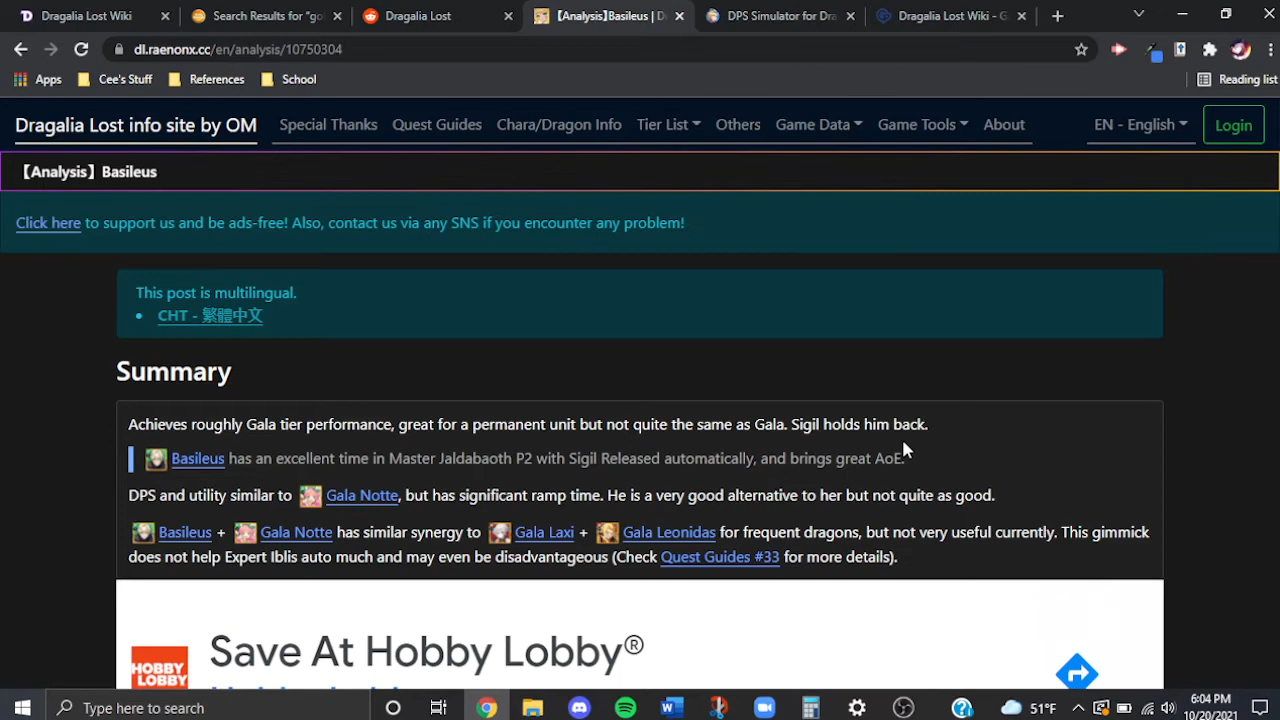 Dragalia Lost Wiki
Search Results for "go
Dragalia Lost
【Analysis】Basileus | D
DPS Simulator for Dra
Dragalia Lost Wiki - G
dl.raenonx.cc/en/analysis/10750304
Apps
Cee's Stuff
References
School
Reading list
Dragalia Lost info site by OM
Special Thanks
Quest Guides
Chara/Dragon Info
Tier List
Others
Game Data
Game Tools
About
EN - English
Login
【Analysis】Basileus
Click here to support us and be ads-free! Also, contact us via any SNS if you encounter any problem!
This post is multilingual.
• CHT - 繁體中文
Summary
Achieves roughly Gala tier performance, great for a permanent unit but not quite the same as Gala. Sigil holds him back.
Basileus has an excellent time in Master Jaldabaoth P2 with Sigil Released automatically, and brings great AoE.
DPS and utility similar to Gala Notte, but has significant ramp time. He is a very good alternative to her but not quite as good.
Basileus + Gala Notte has similar synergy to Gala Laxi + Gala Leonidas for frequent dragons, but not very useful currently. This gimmick
does not help Expert Iblis auto much and may even be disadvantageous (Check Quest Guides #33 for more details).
Save At Hobby Lobby®
HOBBY
LOBBY
Type here to search
51°F
6:04 PM
10/20/2021